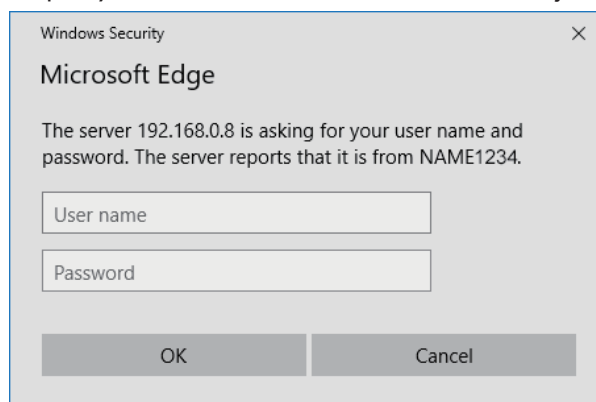 Windows Security
Microsoft Edge
The server 192.168.0.8 is asking for your user name and
password. The server reports that it is from NAME1234.
User name
Password
OK Cancel